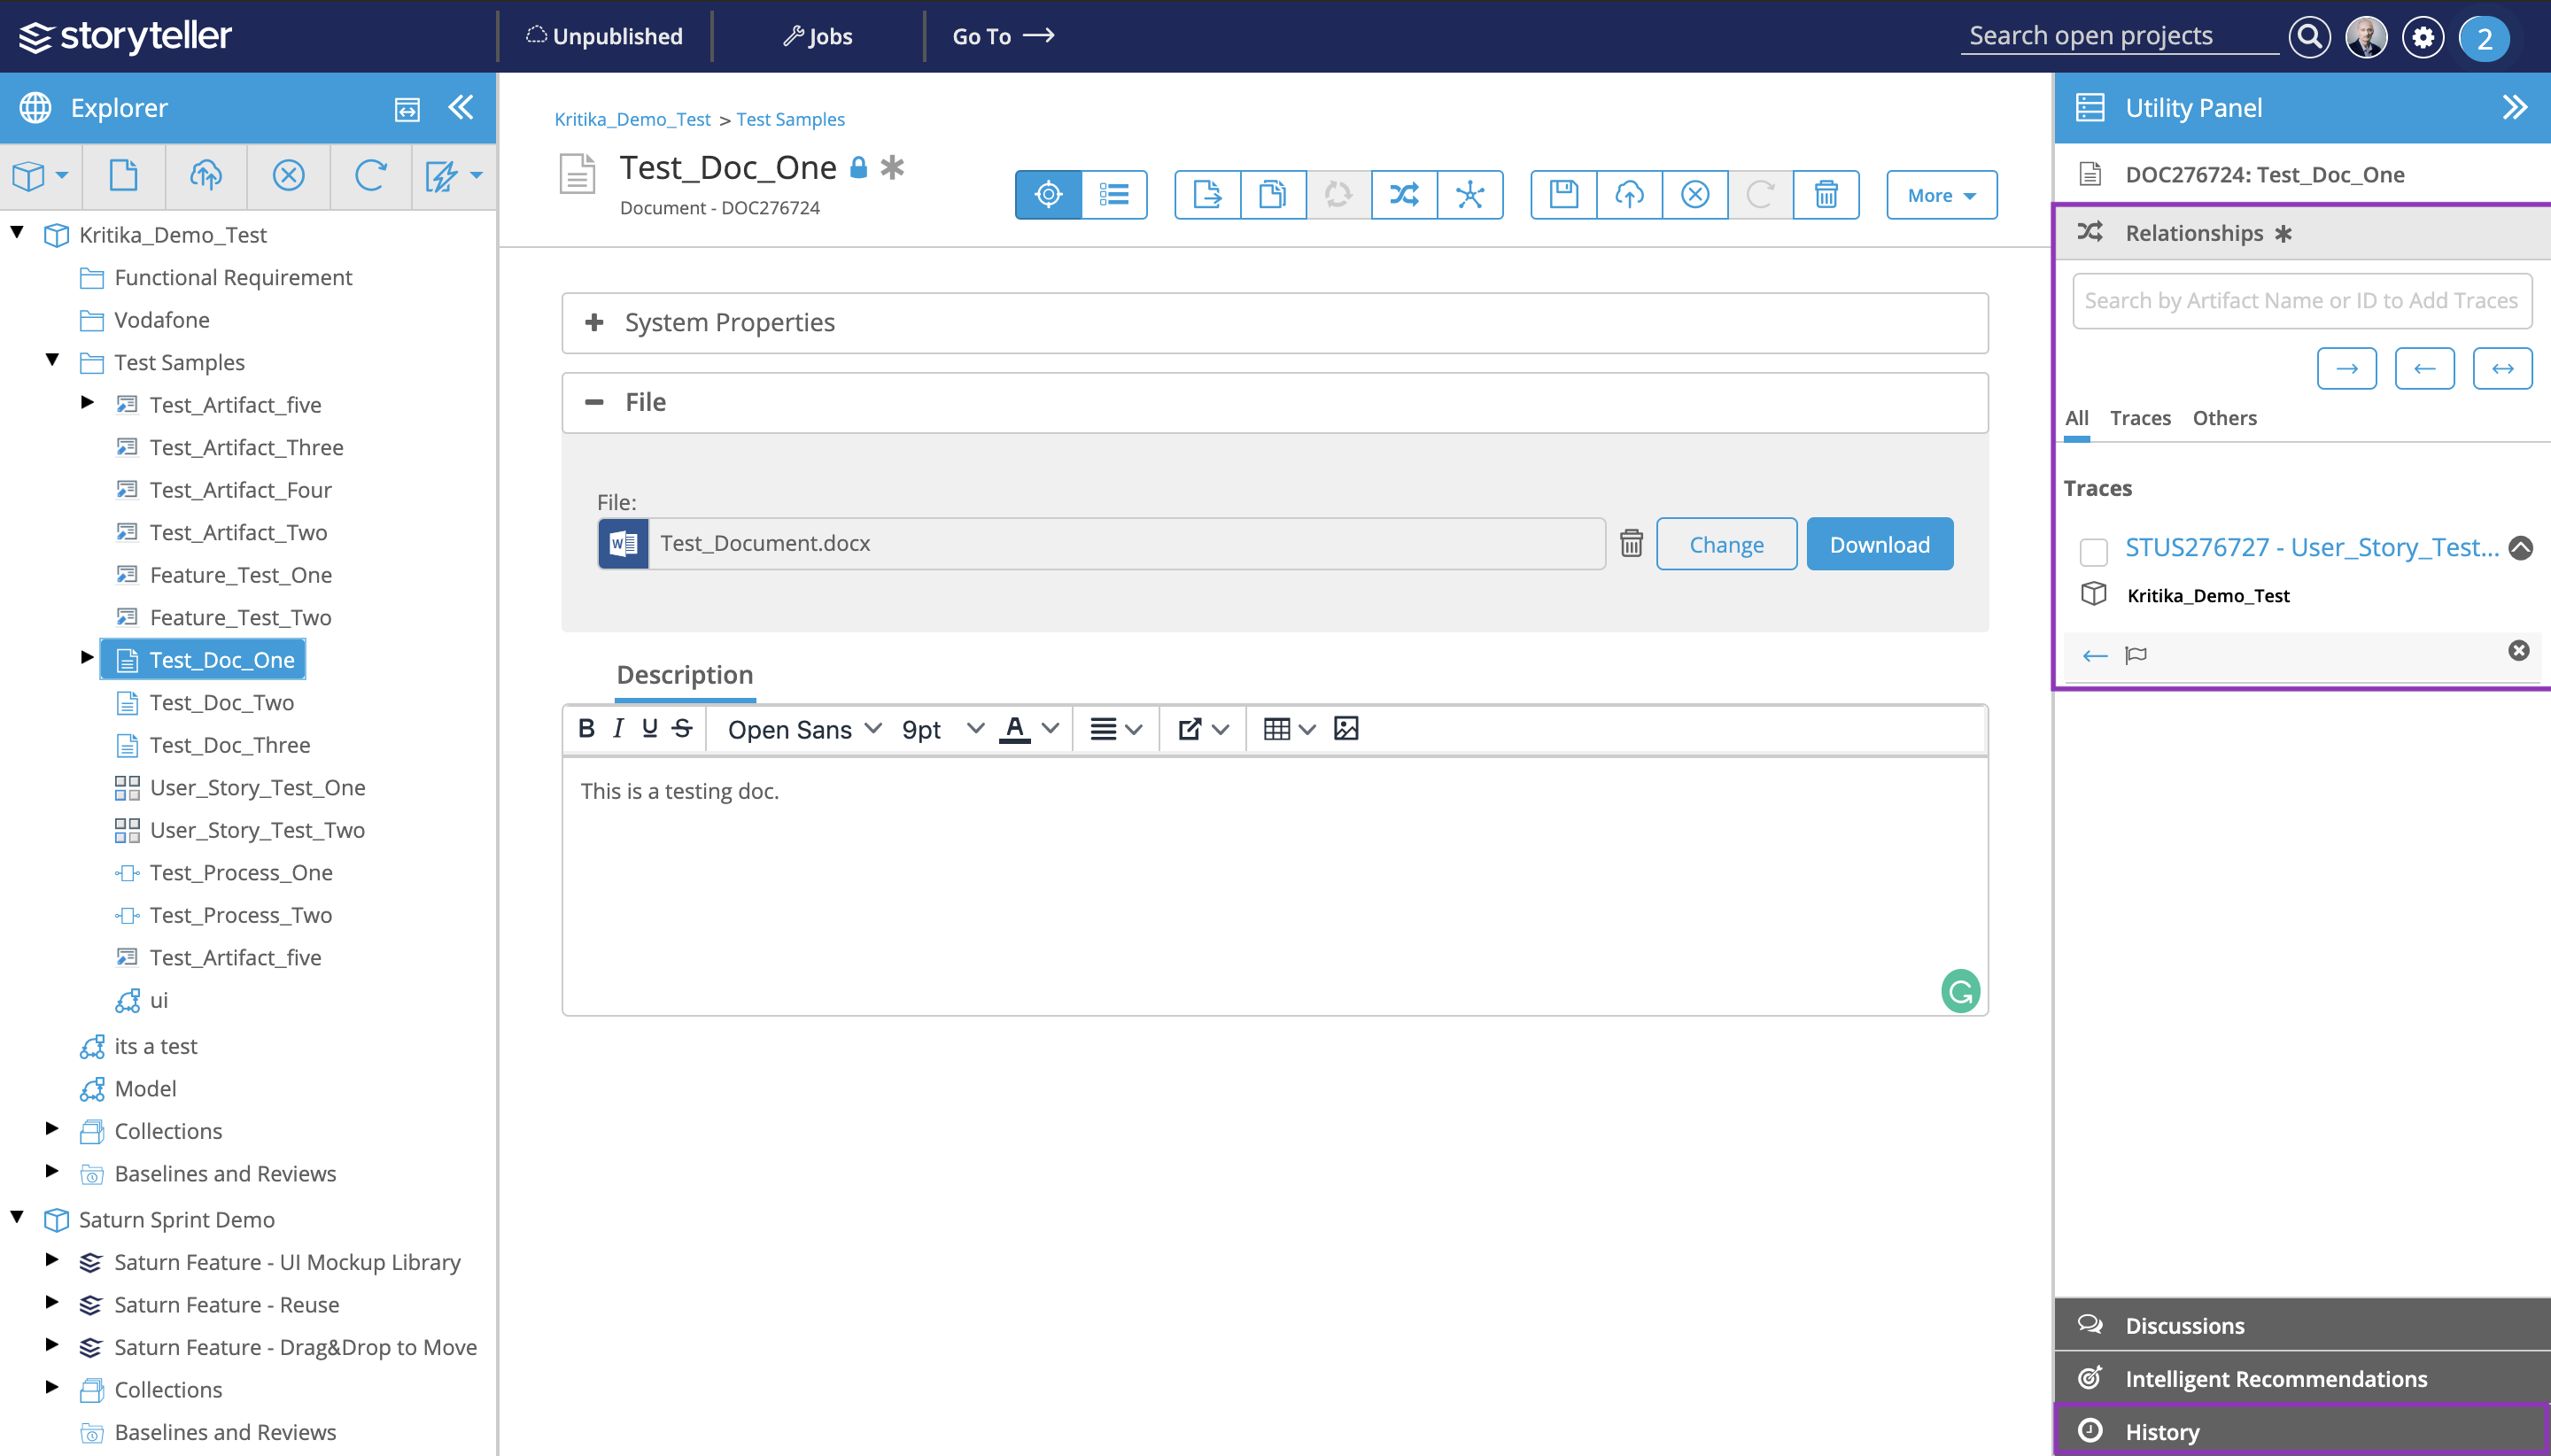 storyteller
Unpublished
Jobs
Go To
Search open projects
2
Explorer
Kritika_Demo_Test
Functional Requirement
Vodafone
Test Samples
Test_Artifact_five
Test_Artifact_Three
Test_Artifact_Four
Test_Artifact_Two
Feature_Test_One
Feature_Test_Two
Test_Doc_One
Test_Doc_Two
Test_Doc_Three
User_Story_Test_One
User_Story_Test_Two
Test_Process_One
Test_Process_Two
Test_Artifact_five
ui
its a test
Model
Collections
Baselines and Reviews
Saturn Sprint Demo
Saturn Feature - UI Mockup Library
Saturn Feature - Reuse
Saturn Feature - Drag&Drop to Move
Collections
Baselines and Reviews
Kritika_Demo_Test > Test Samples
Test_Doc_One
Document - DOC276724
More
System Properties
File
File:
Test_Document.docx
Change
Download
Description
B I U S Open Sans 9pt A
This is a testing doc.
Utility Panel
DOC276724: Test_Doc_One
Relationships
Search by Artifact Name or ID to Add Traces
All Traces Others
Traces
STUS276727 - User_Story_Test...
Kritika_Demo_Test
Discussions
Intelligent Recommendations
History